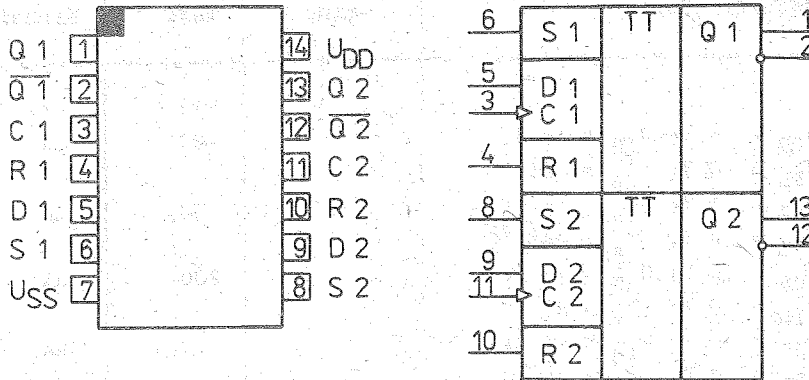 Q 1 1
Q̅1̅ 2
C 1 3
R 1 4
D 1 5
S 1 6
USS 7
14 UDD
13 Q 2
12 Q̅2̅
11 C 2
10 R 2
9 D 2
8 S 2
6 S 1 TT Q 1 1
2
5 D 1
3 C 1
4 R 1
8 S 2 TT Q 2 13
12
9 D 2
11 C 2
10 R 2